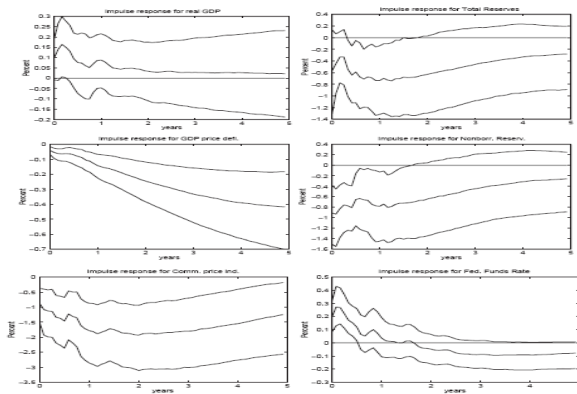 Impulse response for real GDP
Percent
0.3
0.25
0.2
0.15
0.1
0.05
0
−0.05
−0.1
−0.15
−0.2
0 1 2 3 4 5
years
Impulse response for Total Reserves
Percent
0.4
0.2
0
−0.2
−0.4
−0.6
−0.8
−1
−1.2
−1.4
0 1 2 3 4 5
years
Impulse response for GDP price defl.
Percent
0
−0.1
−0.2
−0.3
−0.4
−0.5
−0.6
−0.7
0 1 2 3 4 5
years
Impulse response for Nonborr. Reserv.
Percent
0.4
0.2
0
−0.2
−0.4
−0.6
−0.8
−1
−1.2
−1.4
−1.6
0 1 2 3 4 5
years
Impulse response for Comm. price ind.
Percent
0
−0.5
−1
−1.5
−2
−2.5
−3
−3.5
0 1 2 3 4 5
years
Impulse response for Fed. Funds Rate
Percent
0.5
0.4
0.3
0.2
0.1
0
−0.1
−0.2
−0.3
0 1 2 3 4 5
years